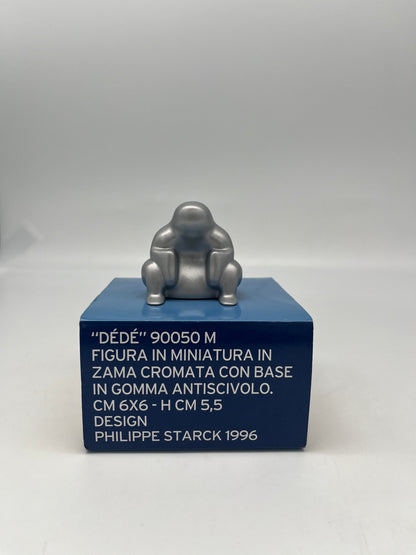 "DÉDÉ" 90050 M
FIGURA IN MINIATURA IN
ZAMA CROMATA CON BASE
IN GOMMA ANTISCIVOLO.
CM 6X6 - H CM 5,5
DESIGN
PHILIPPE STARCK 1996